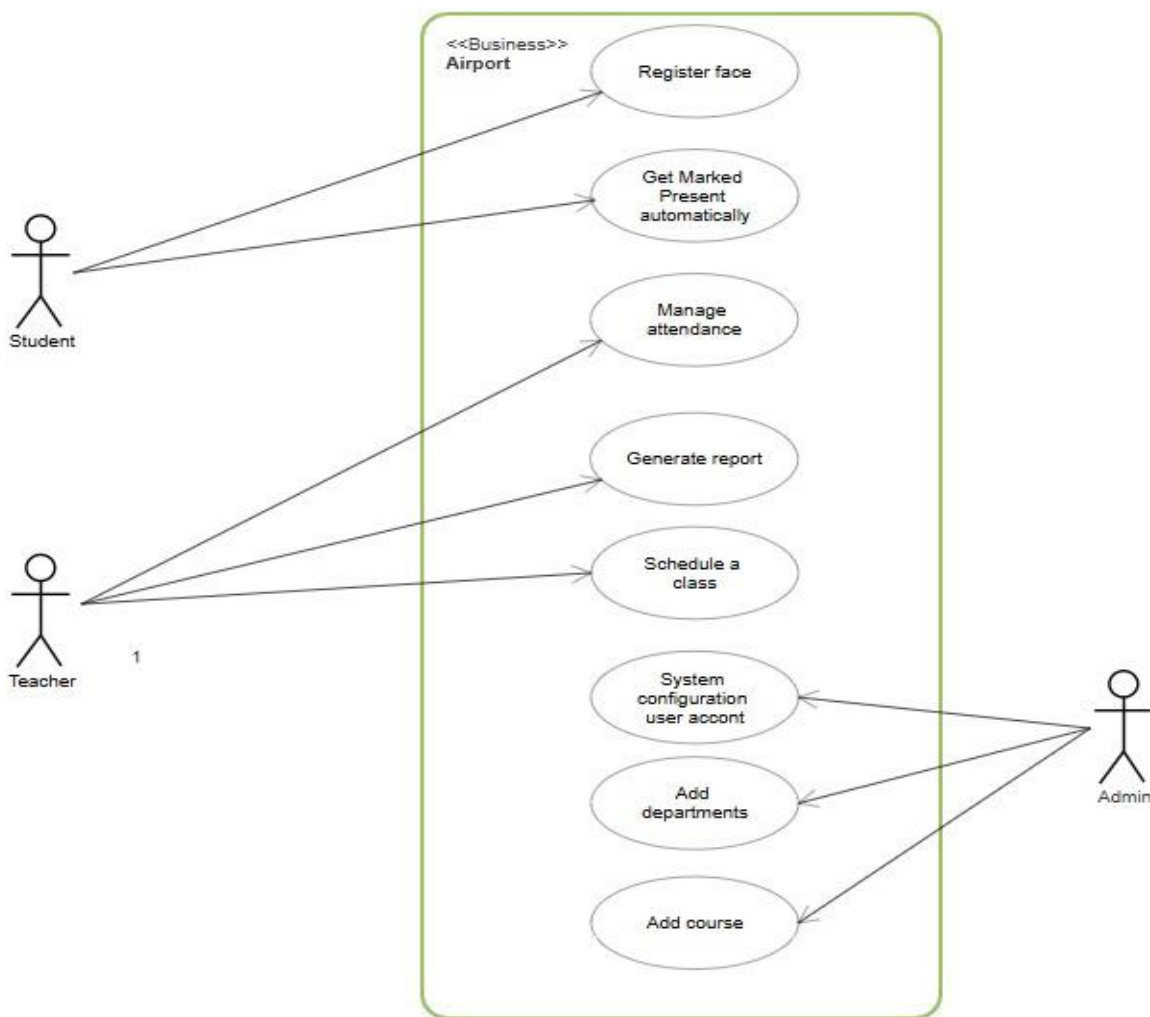 <<Business>>
Airport
Register face
Get Marked
Present
automatically
Student
Manage
attendance
Generate report
Schedule a
class
Teacher
1
System
configuration
user accont
Add
departments
Admin
Add course